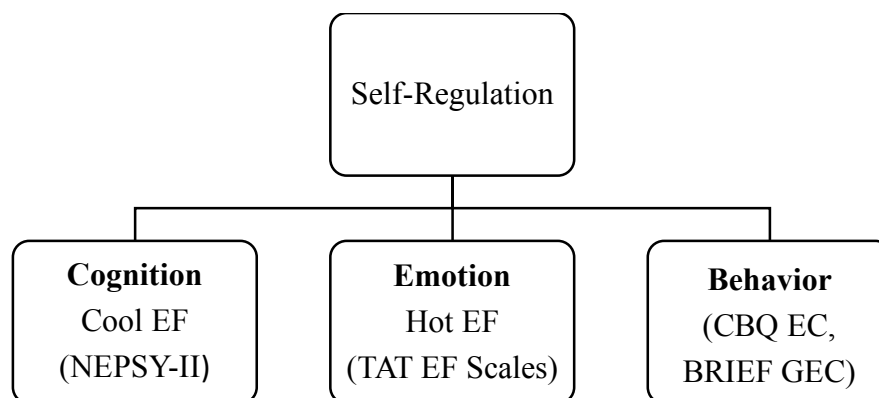 Self-Regulation
Cognition
Cool EF
(NEPSY-II)
Emotion
Hot EF
(TAT EF Scales)
Behavior
(CBQ EC,
BRIEF GEC)